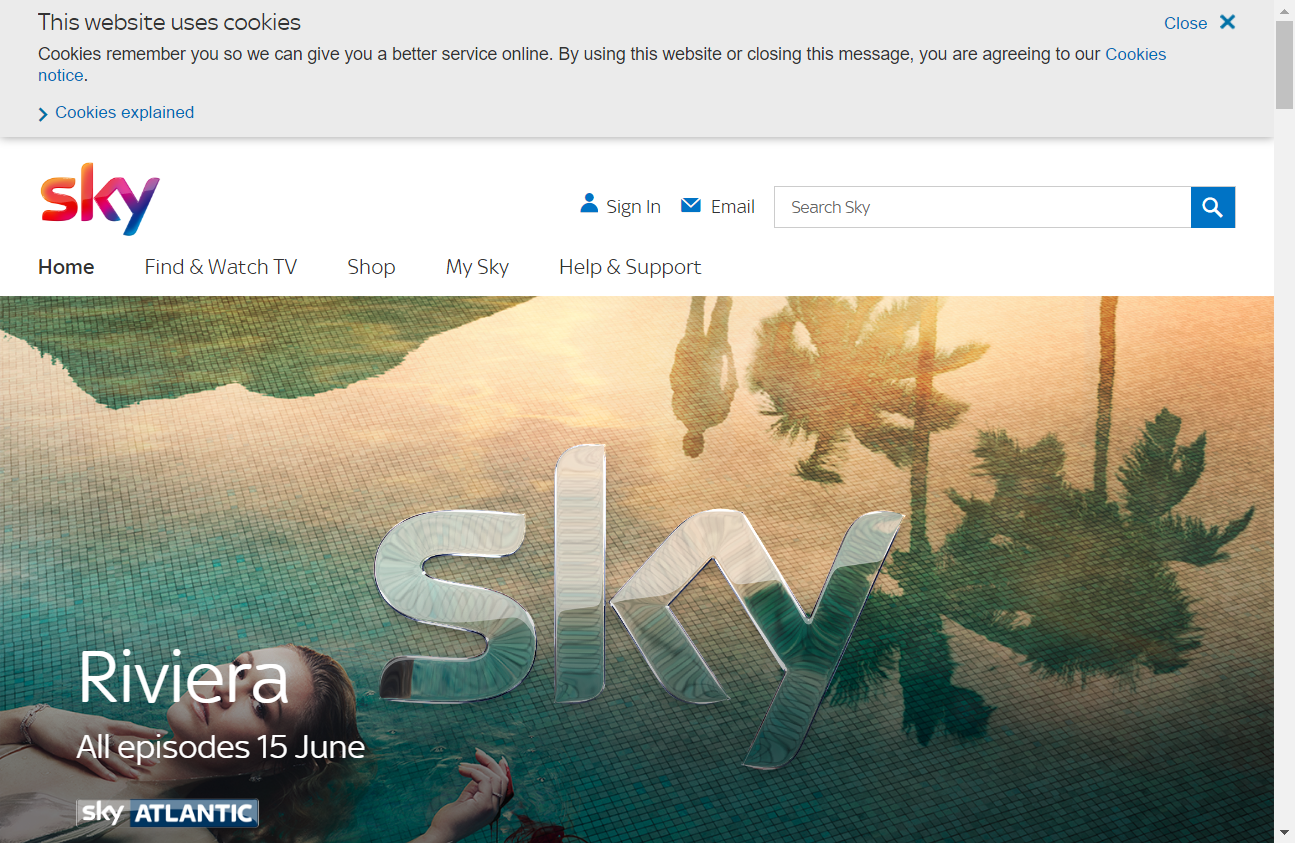 This website uses cookies
Close
Cookies remember you so we can give you a better service online. By using this website or closing this message, you are agreeing to our Cookies
notice.
Cookies explained
sky
Sign In
Email
Search Sky
Home
Find & Watch TV
Shop
My Sky
Help & Support
sky
Riviera
All episodes 15 June
sky ATLANTIC